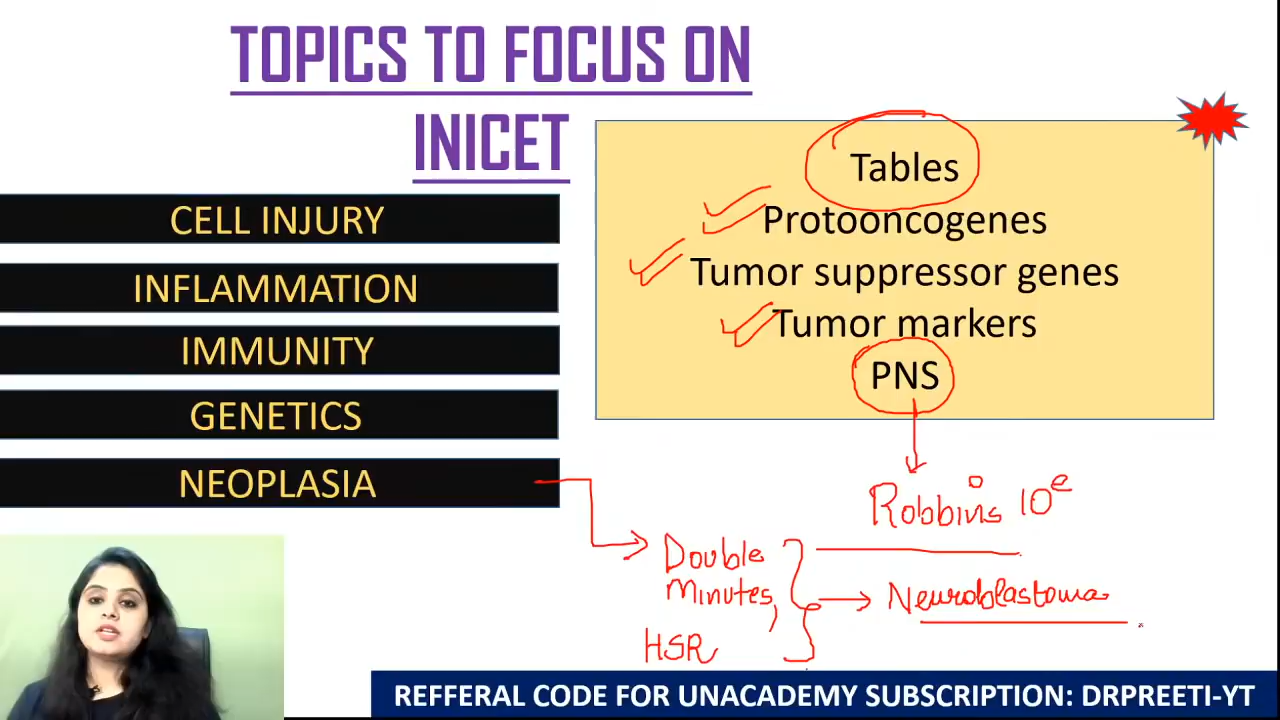 TOPICS TO FOCUS ON
INICET
CELL INJURY
INFLAMMATION
IMMUNITY
GENETICS
NEOPLASIA
Tables
Protooncogenes
Tumor suppressor genes
Tumor markers
PNS
Robbins 10e
Double
Minutes,
HSR
Neuroblastoma
REFFERAL CODE FOR UNACADEMY SUBSCRIPTION: DRPREETI-YT